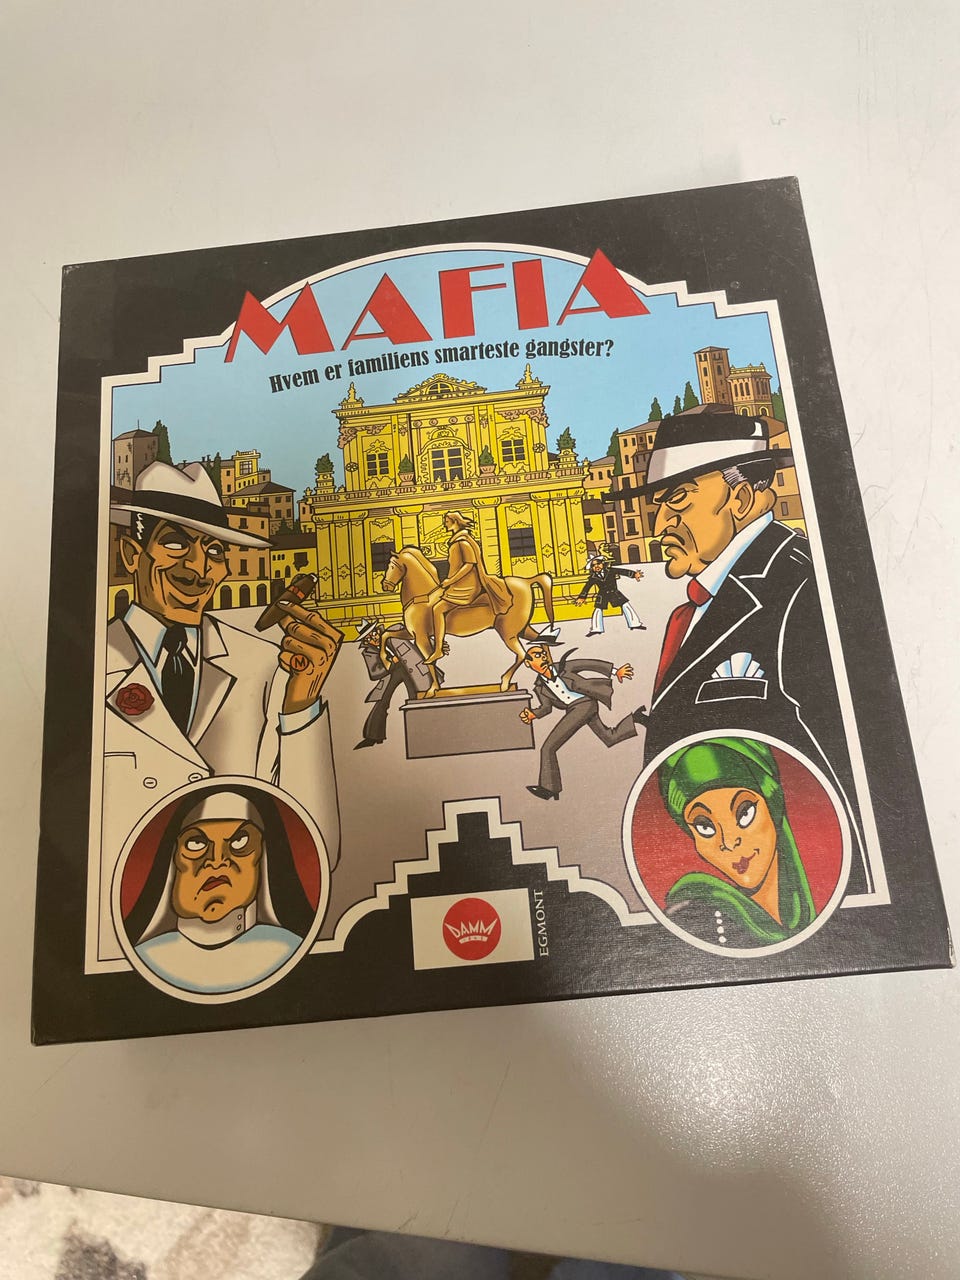 MAFIA
Hvem er familiens smarteste gangster?
M
DAMM
EGMONT